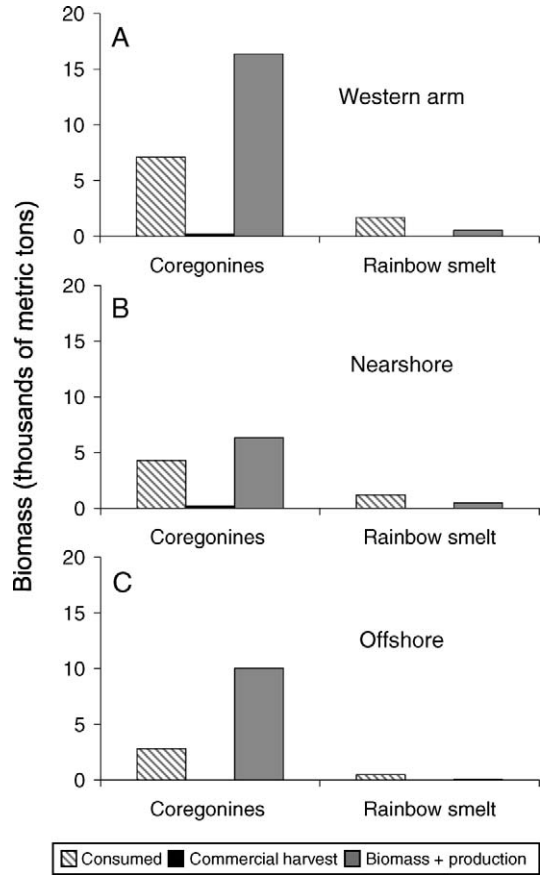 Biomass (thousands of metric tons)
A
Western arm
20
15
10
5
0
Coregonines Rainbow smelt
B
Nearshore
20
15
10
5
0
Coregonines Rainbow smelt
C
Offshore
20
15
10
5
0
Coregonines Rainbow smelt
Consumed Commercial harvest Biomass + production